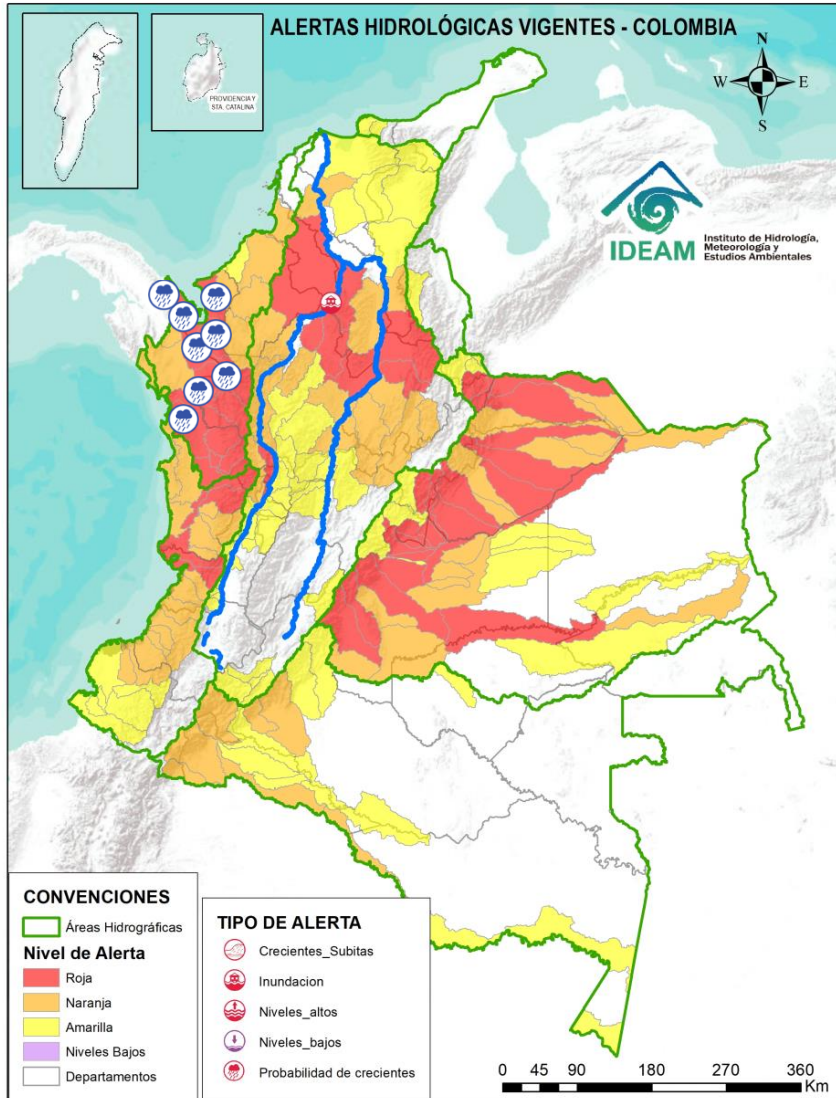 ALERTAS HIDROLÓGICAS VIGENTES - COLOMBIA
PROVIDENCIA Y
STA. CATALINA
N
W
E
S
IDEAM
Instituto de Hidrología,
Meteorología y
Estudios Ambientales
CONVENCIONES
Áreas Hidrográficas
Nivel de Alerta
Roja
Naranja
Amarilla
Niveles Bajos
Departamentos
TIPO DE ALERTA
Crecientes_Subitas
Inundacion
Niveles_altos
Niveles_bajos
Probabilidad de crecientes
0 45 90 180 270 360
Km